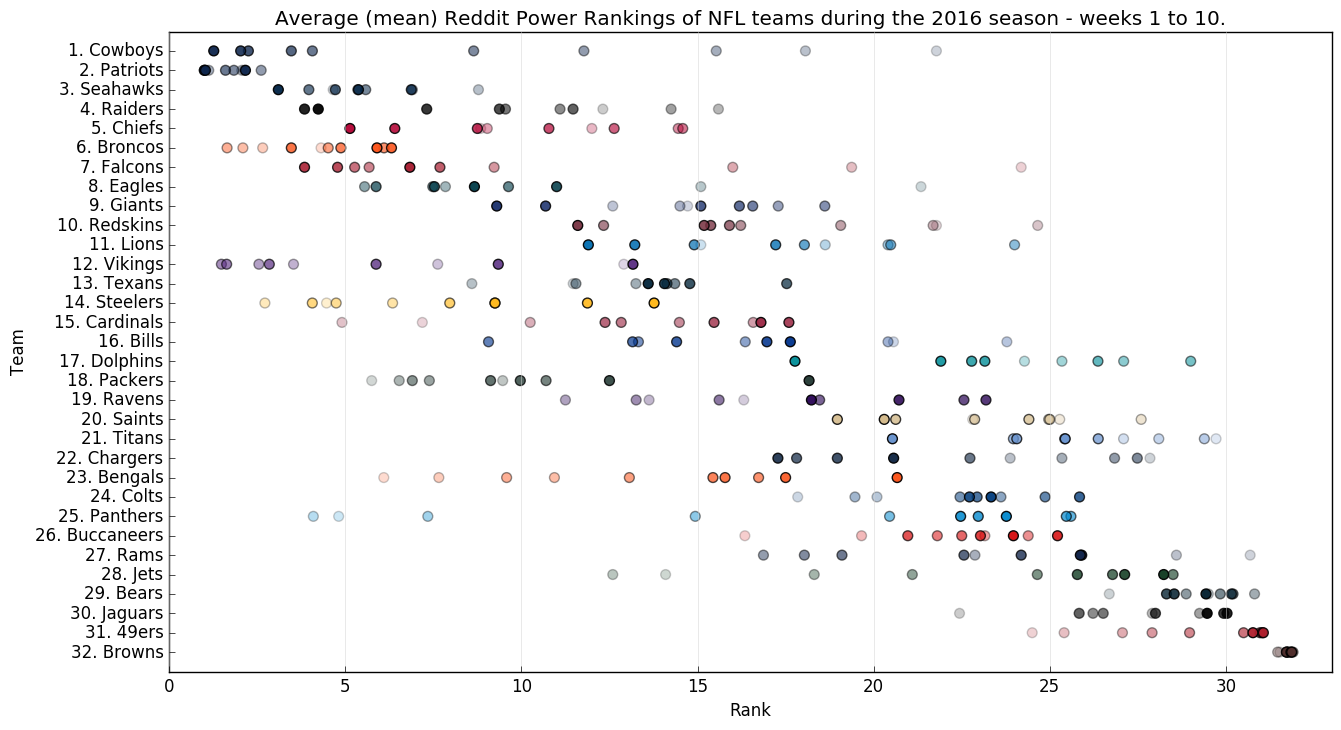 Average (mean) Reddit Power Rankings of NFL teams during the 2016 season - weeks 1 to 10.
1. Cowboys
2. Patriots
3. Seahawks
4. Raiders
5. Chiefs
6. Broncos
7. Falcons
8. Eagles
9. Giants
10. Redskins
11. Lions
12. Vikings
13. Texans
14. Steelers
15. Cardinals
16. Bills
17. Dolphins
18. Packers
19. Ravens
20. Saints
21. Titans
22. Chargers
23. Bengals
24. Colts
25. Panthers
26. Buccaneers
27. Rams
28. Jets
29. Bears
30. Jaguars
31. 49ers
32. Browns
Team
0 5 10 15 20 25 30
Rank